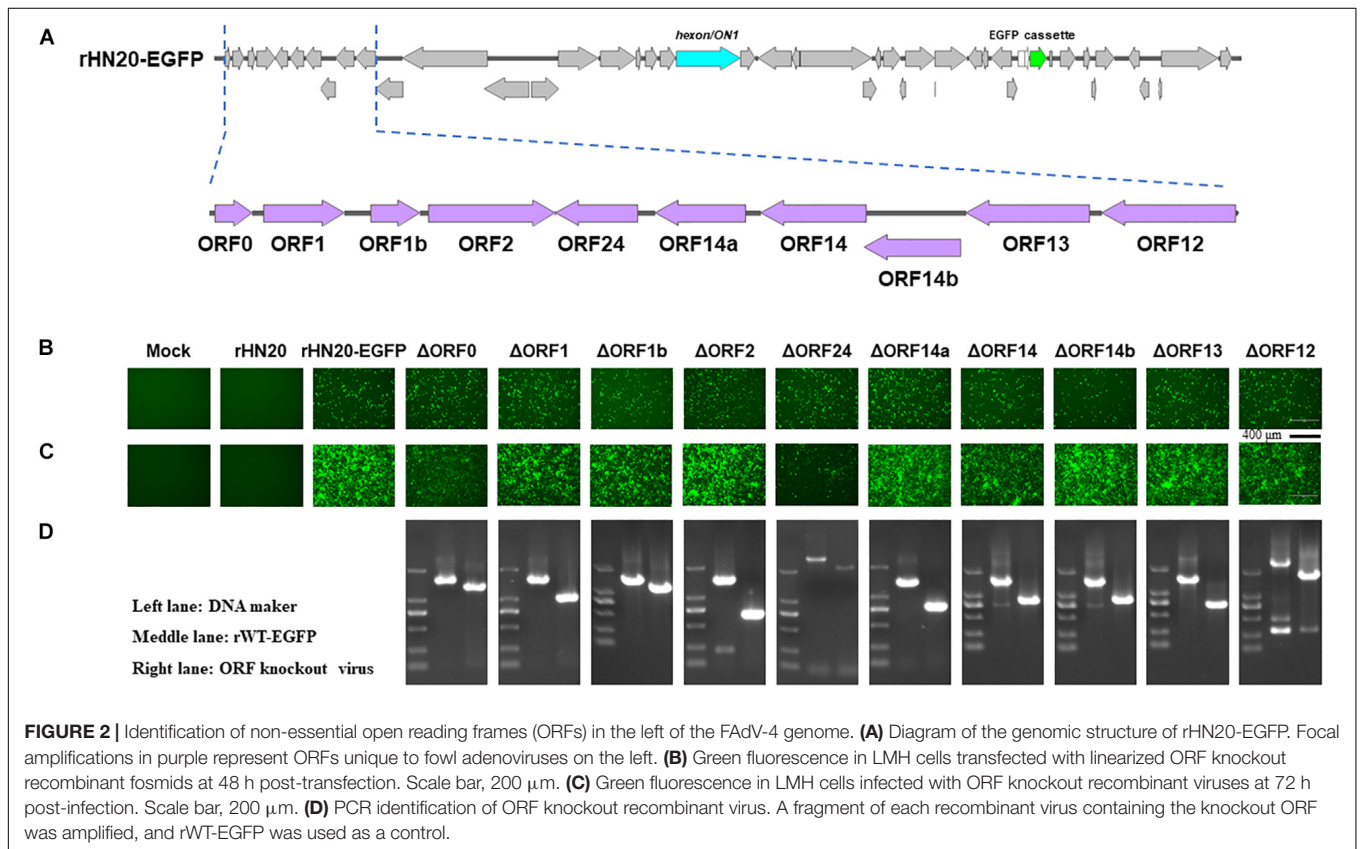 A
hexon/ON1
EGFP cassette
rHN20-EGFP
ORF0 ORF1 ORF1b ORF2 ORF24 ORF14a ORF14 ORF13 ORF12
ORF14b
B
Mock rHN20 rHN20-EGFP ΔORF0 ΔORF1 ΔORF1b ΔORF2 ΔORF24 ΔORF14a ΔORF14 ΔORF14b ΔORF13 ΔORF12
400 µm
C
D
Left lane: DNA maker
Meddle lane: rWT-EGFP
Right lane: ORF knockout virus
FIGURE 2 | Identification of non-essential open reading frames (ORFs) in the left of the FAdV-4 genome. (A) Diagram of the genomic structure of rHN20-EGFP. Focal
amplifications in purple represent ORFs unique to fowl adenoviruses on the left. (B) Green fluorescence in LMH cells transfected with linearized ORF knockout
recombinant fosmids at 48 h post-transfection. Scale bar, 200 µm. (C) Green fluorescence in LMH cells infected with ORF knockout recombinant viruses at 72 h
post-infection. Scale bar, 200 µm. (D) PCR identification of ORF knockout recombinant virus. A fragment of each recombinant virus containing the knockout ORF
was amplified, and rWT-EGFP was used as a control.